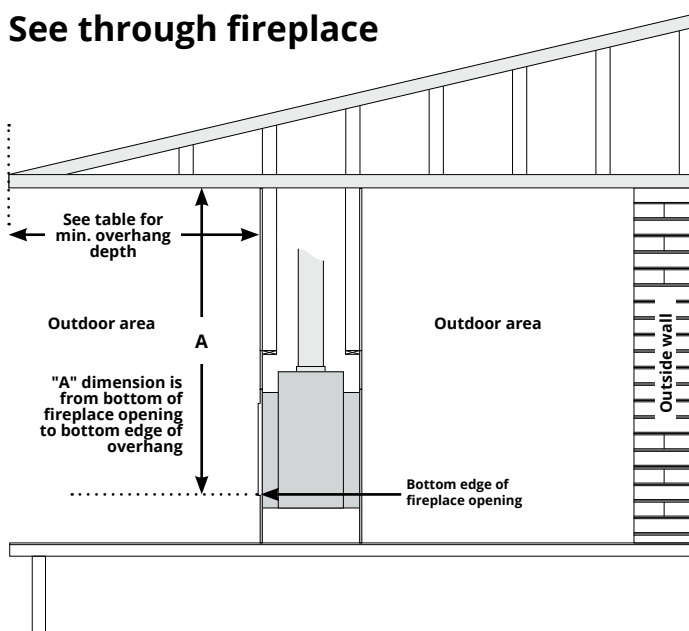 See through fireplace
See table for
min. overhang
depth
Outdoor area
A
Outdoor area
Outside wall
"A" dimension is
from bottom of
fireplace opening
to bottom edge of
overhang
Bottom edge of
fireplace opening